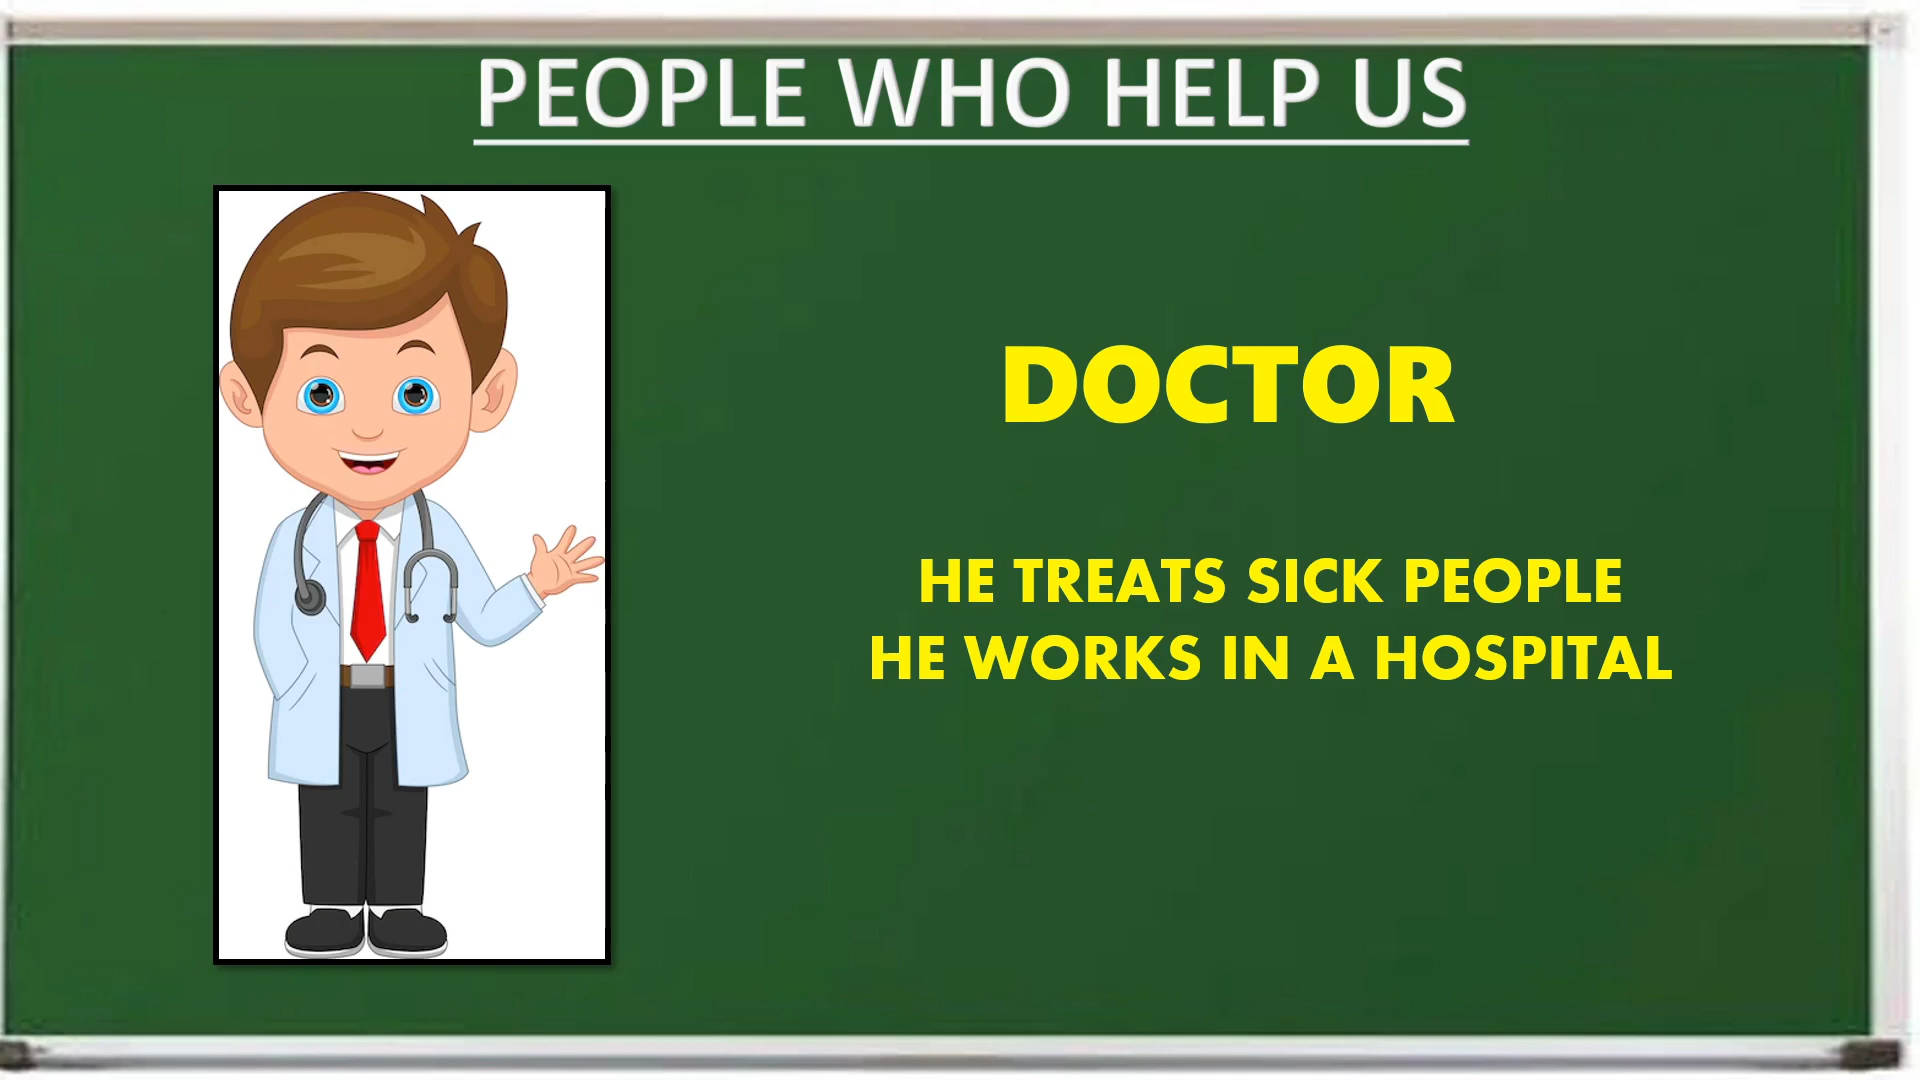 PEOPLE WHO HELP US
DOCTOR
HE TREATS SICK PEOPLE
HE WORKS IN A HOSPITAL